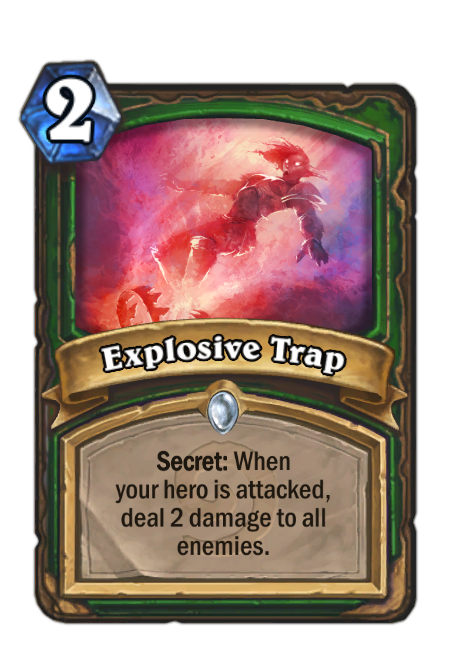 2
Explosive Trap
Secret: When
your hero is attacked,
deal 2 damage to all
enemies.